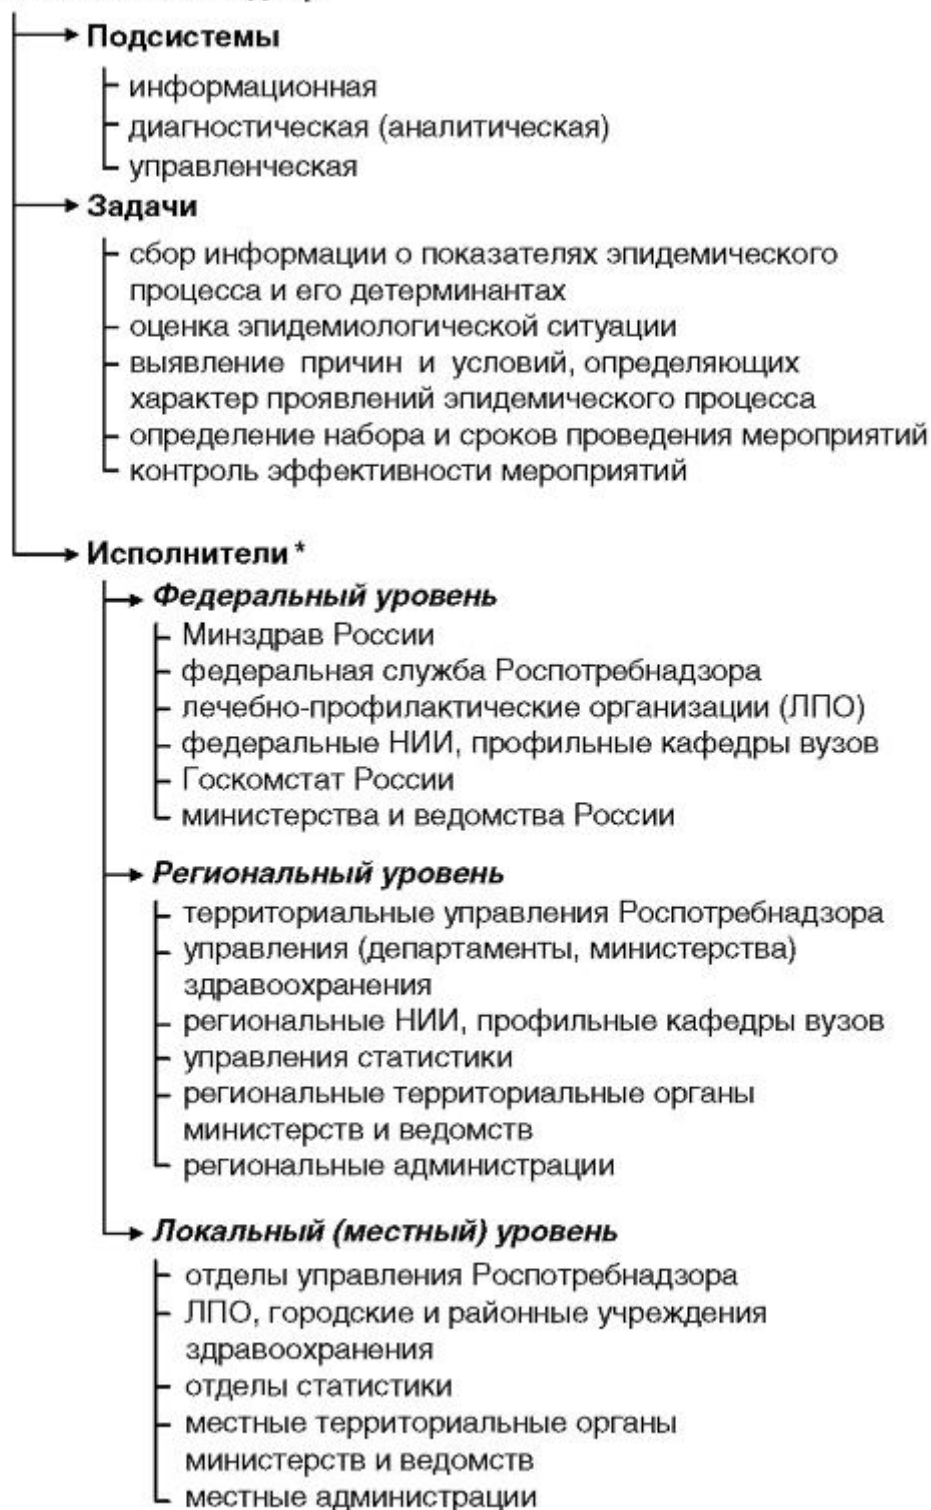 Подсистемы
информационная
диагностическая (аналитическая)
управленческая
Задачи
сбор информации о показателях эпидемического
процесса и его детерминантах
оценка эпидемиологической ситуации
выявление причин и условий, определяющих
характер проявлений эпидемического процесса
определение набора и сроков проведения мероприятий
контроль эффективности мероприятий
Исполнители *
Федеральный уровень
Минздрав России
федеральная служба Роспотребнадзора
лечебно-профилактические организации (ЛПО)
федеральные НИИ, профильные кафедры вузов
Госкомстат России
министерства и ведомства России
Региональный уровень
территориальные управления Роспотребнадзора
управления (департаменты, министерства)
здравоохранения
региональные НИИ, профильные кафедры вузов
управления статистики
региональные территориальные органы
министерств и ведомств
региональные администрации
Локальный (местный) уровень
отделы управления Роспотребнадзора
ЛПО, городские и районные учреждения
здравоохранения
отделы статистики
местные территориальные органы
министерств и ведомств
местные администрации